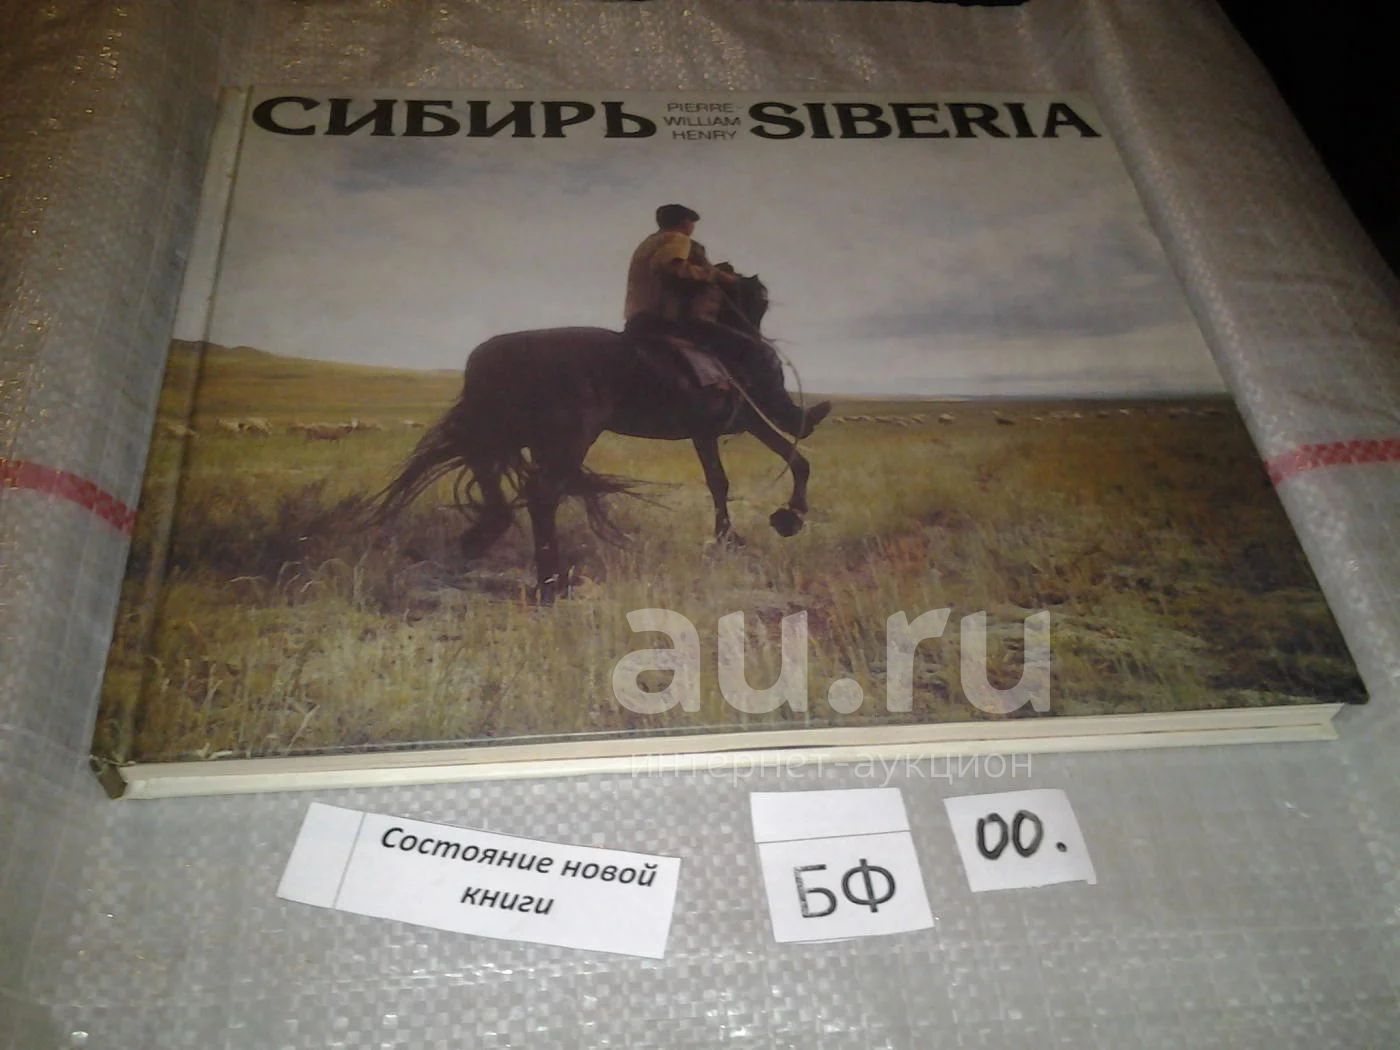 СИБИРЬ PIERRE- WILLIAM HENRY SIBERIA
au.ru
интернет-аукцион
Состояние новой
книги
БФ
00.